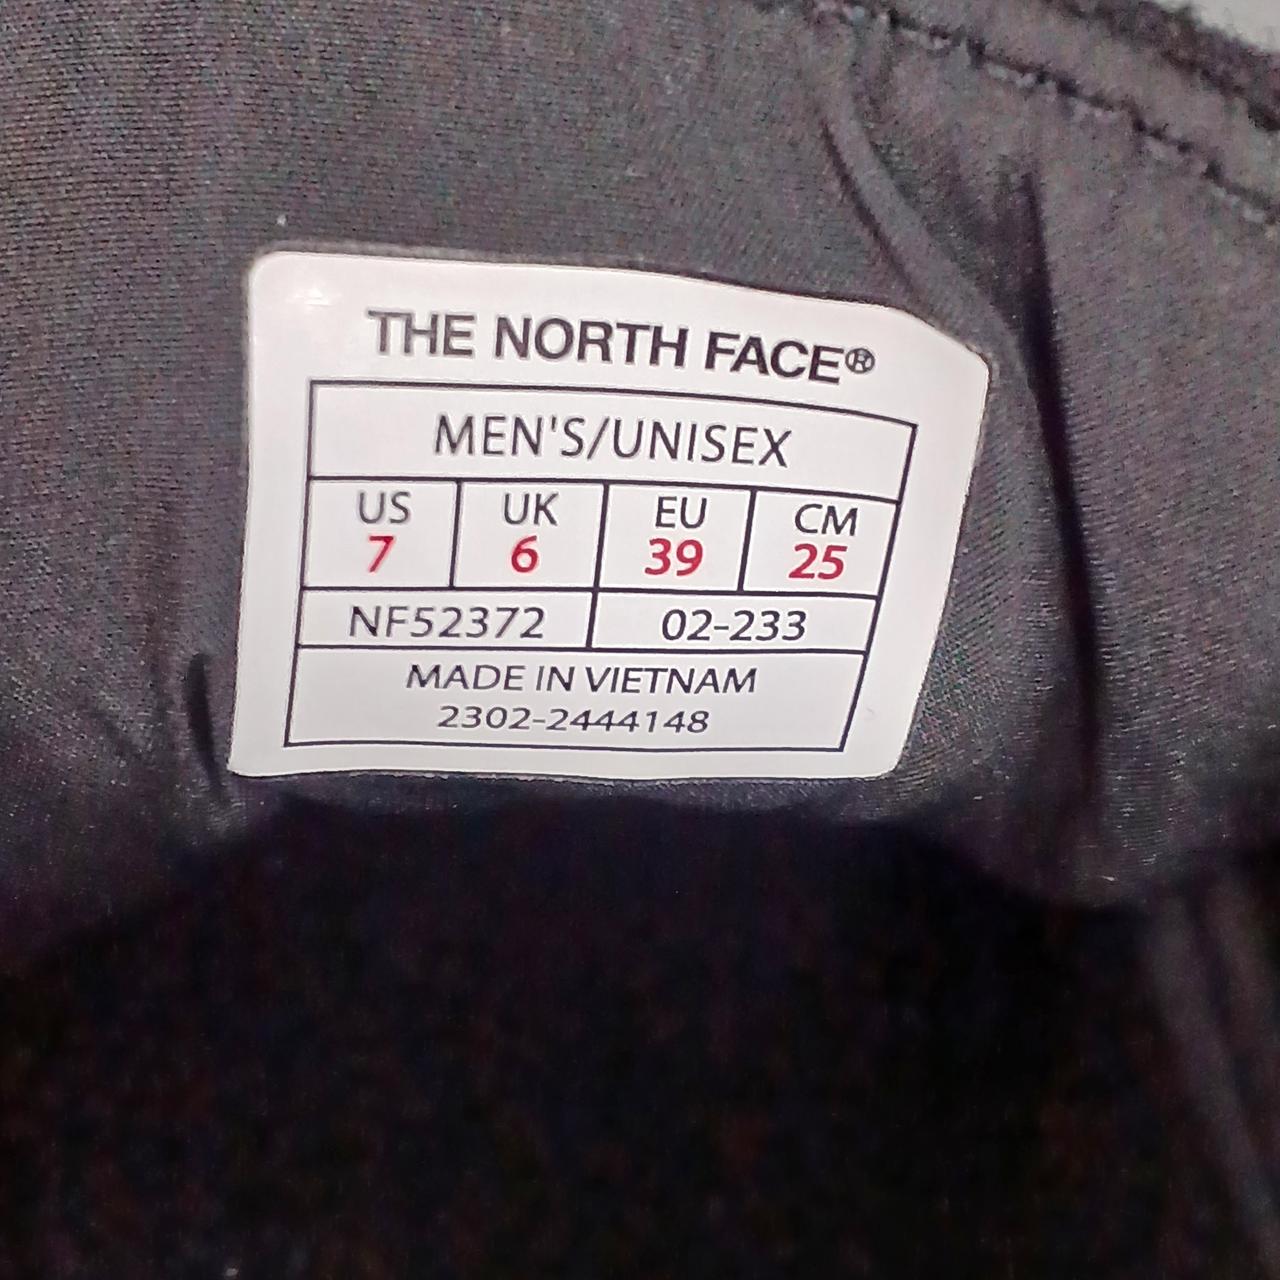 THE NORTH FACE®
MEN'S/UNISEX
US UK EU CM
7 6 39 25
NF52372 02-233
MADE IN VIETNAM
2302-2444148